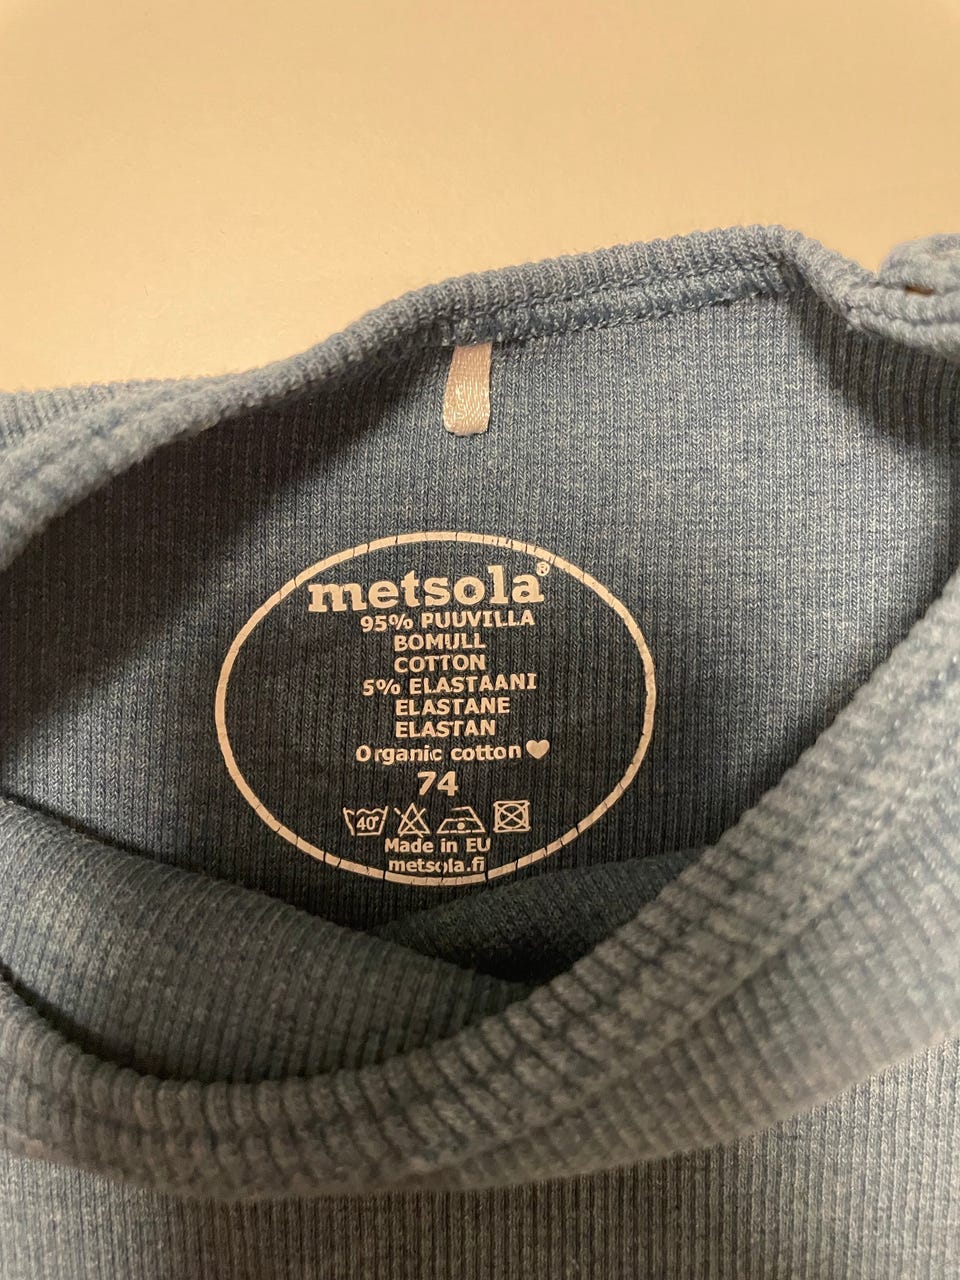 metsola®
95% PUUVILLA
BOMULL
COTTON
5% ELASTAANI
ELASTANE
ELASTAN
Organic cotton♥
74
40°
Made in EU
metsola.fi